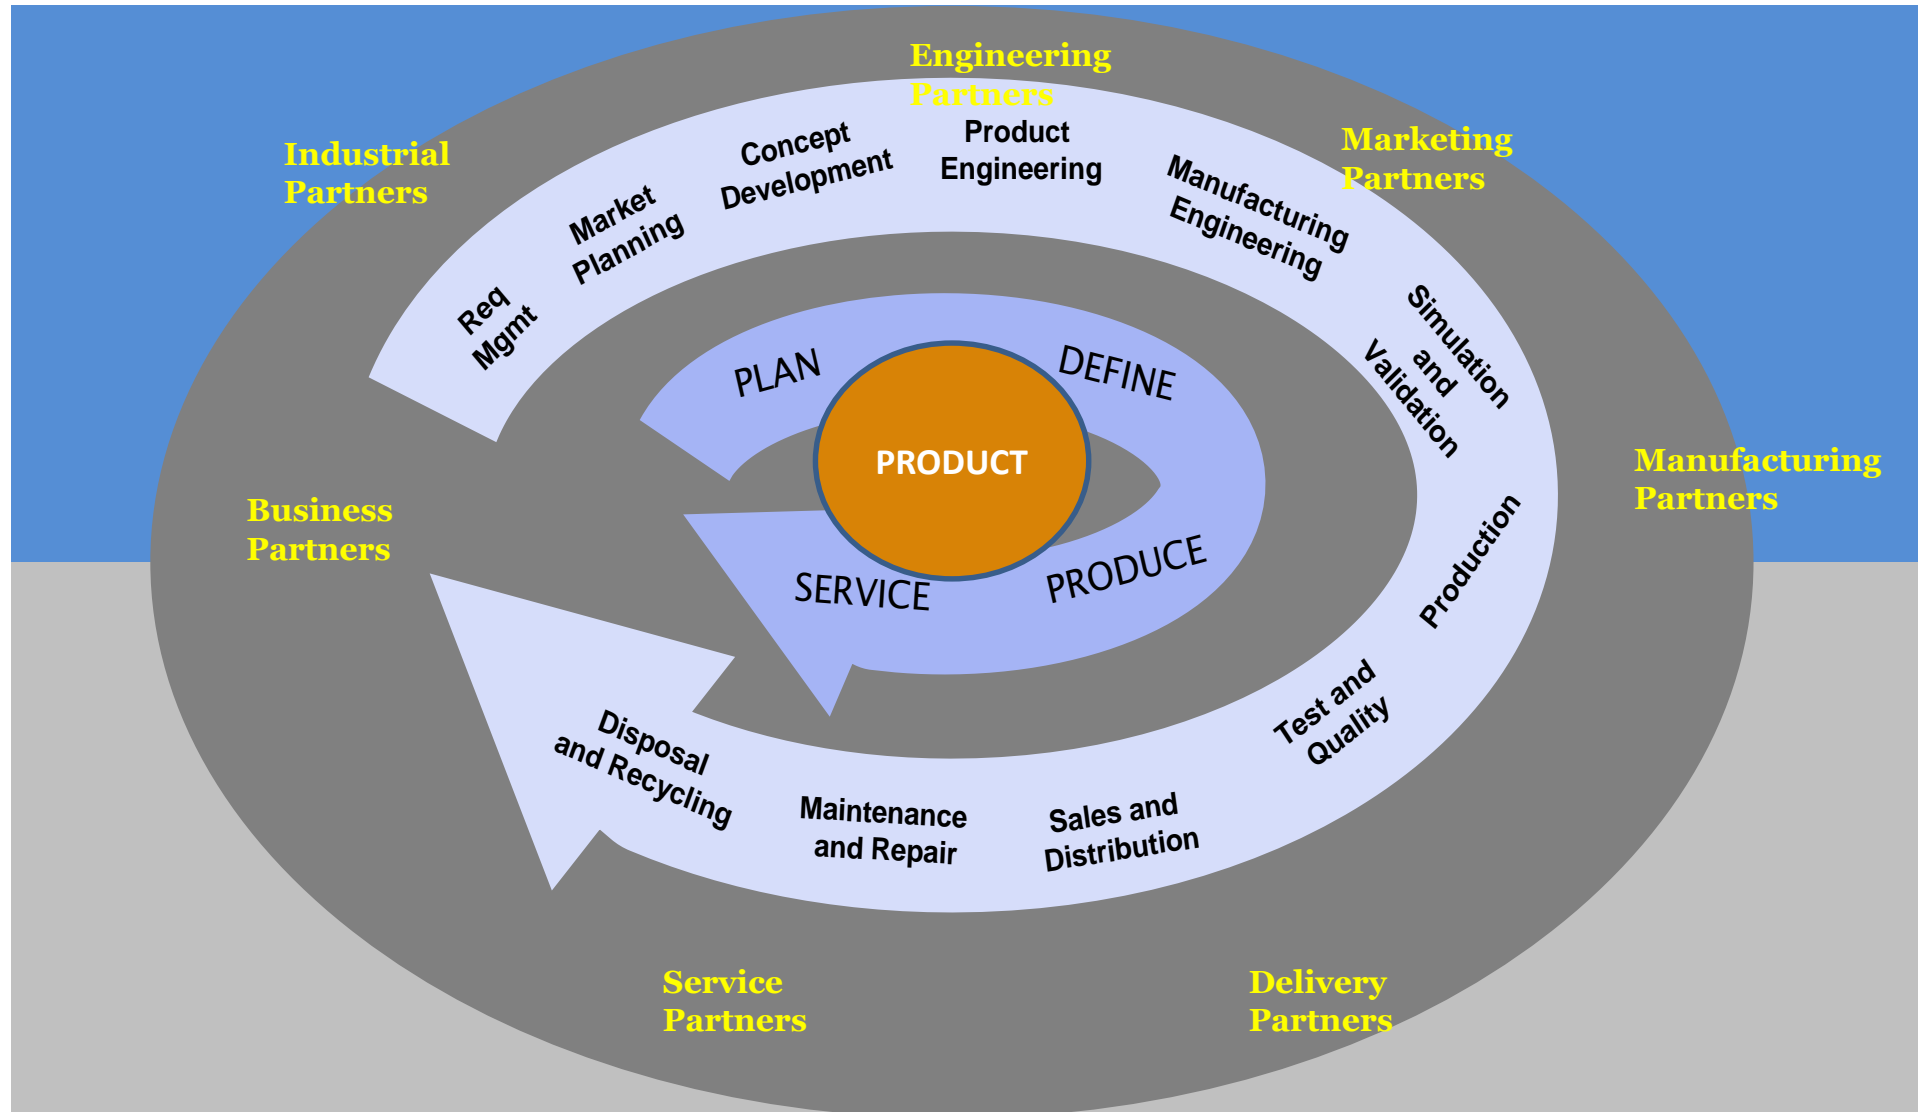 Engineering
Partners
Industrial
Partners
Marketing
Partners
Concept
Development
Product
Engineering
Manufacturing
Engineering
Market
Planning
Req
Mgmt
Simulation
and
Validation
PLAN
DEFINE
PRODUCT
Manufacturing
Partners
Business
Partners
SERVICE
PRODUCE
Production
Test and
Quality
Disposal
and Recycling
Maintenance
and Repair
Sales and
Distribution
Service
Partners
Delivery
Partners